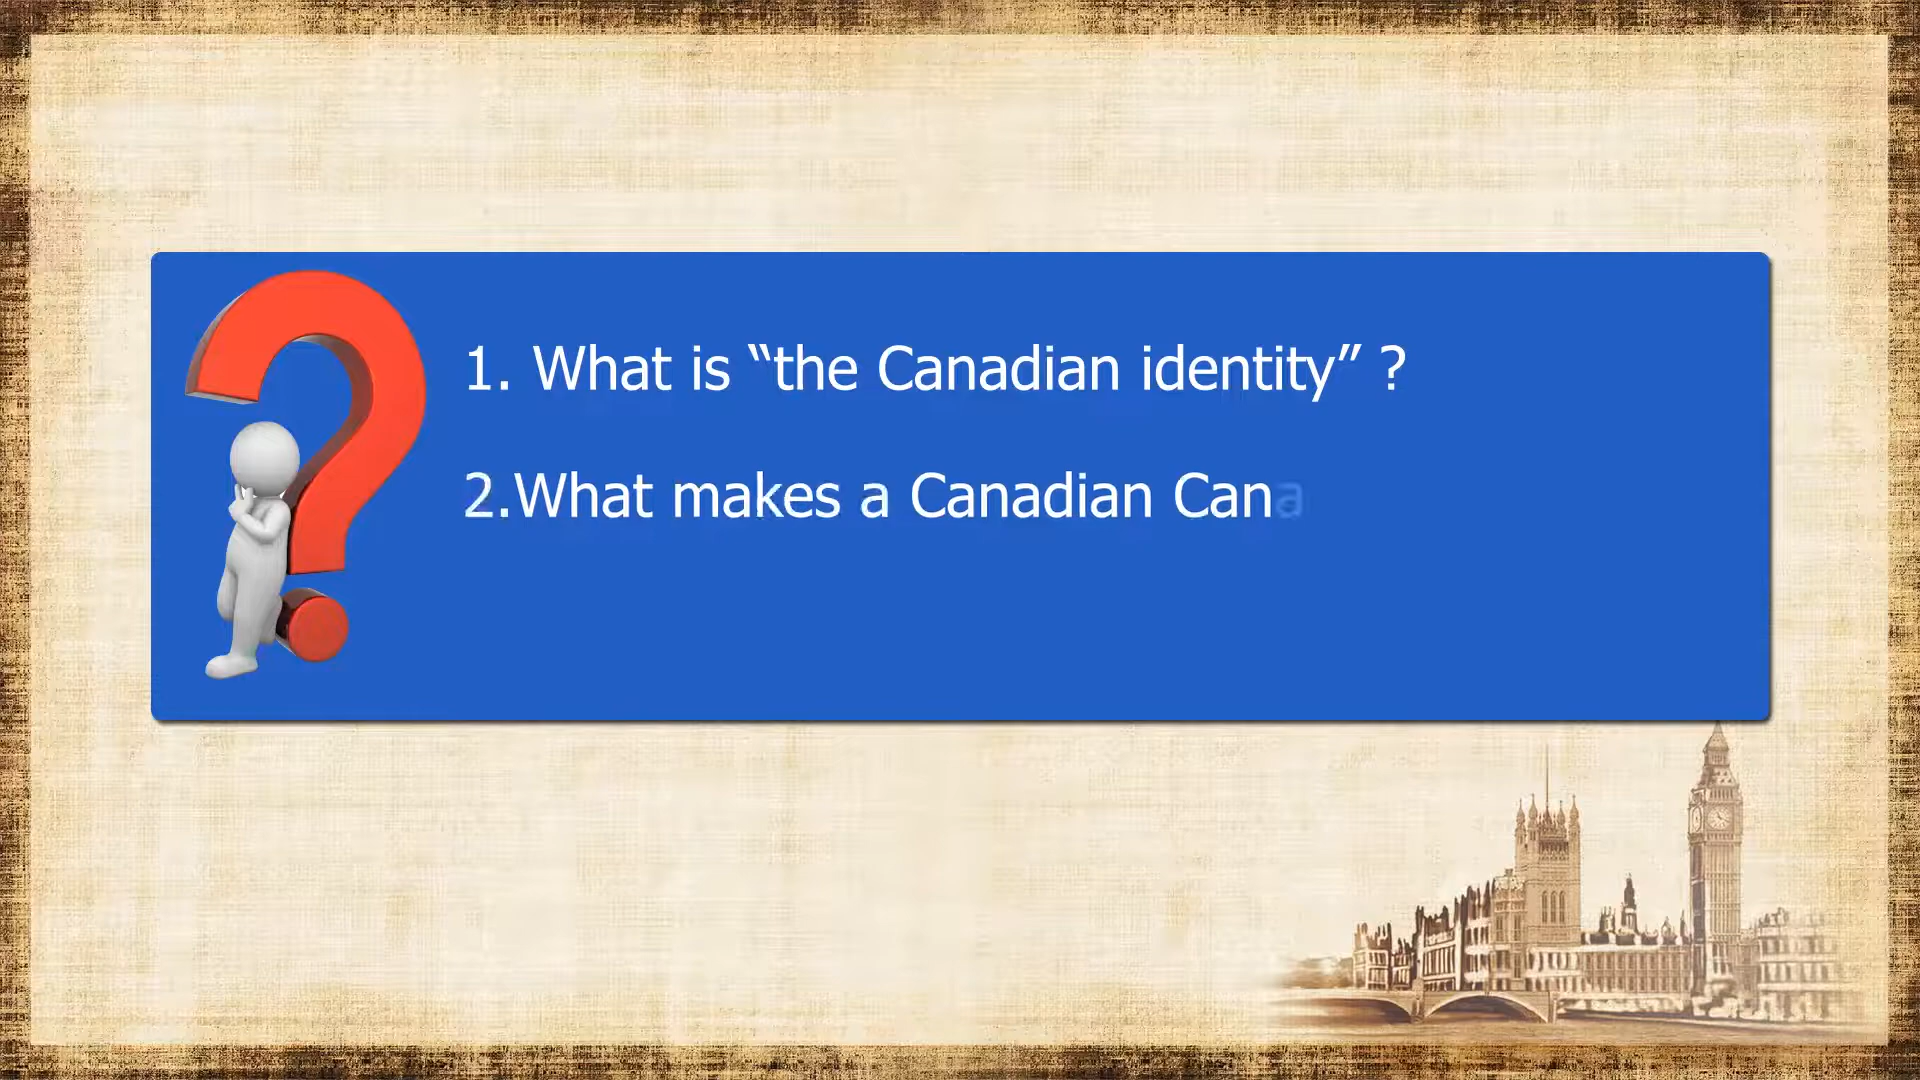 1. What is “the Canadian identity” ?
2.What makes a Canadian Cana